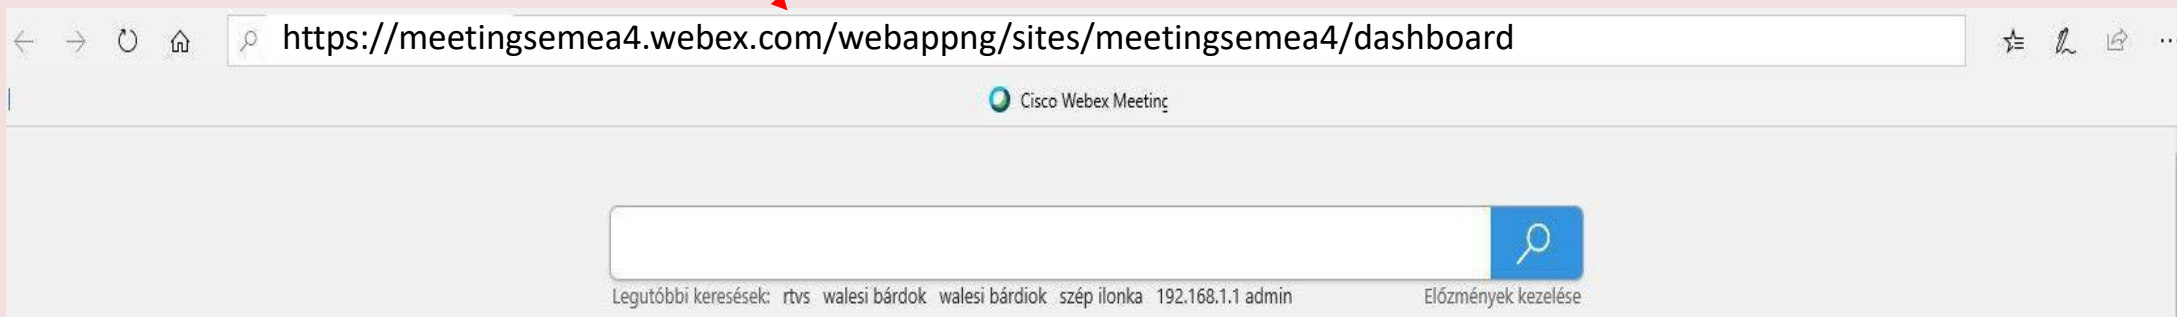 https://meetingsemea4.webex.com/webappng/sites/meetingsemea4/dashboard
Cisco Webex Meeting
Legutóbbi keresések: rtvs walesi bárdok walesi bárdiok szép ilonka 192.168.1.1 admin Előzmények kezelése